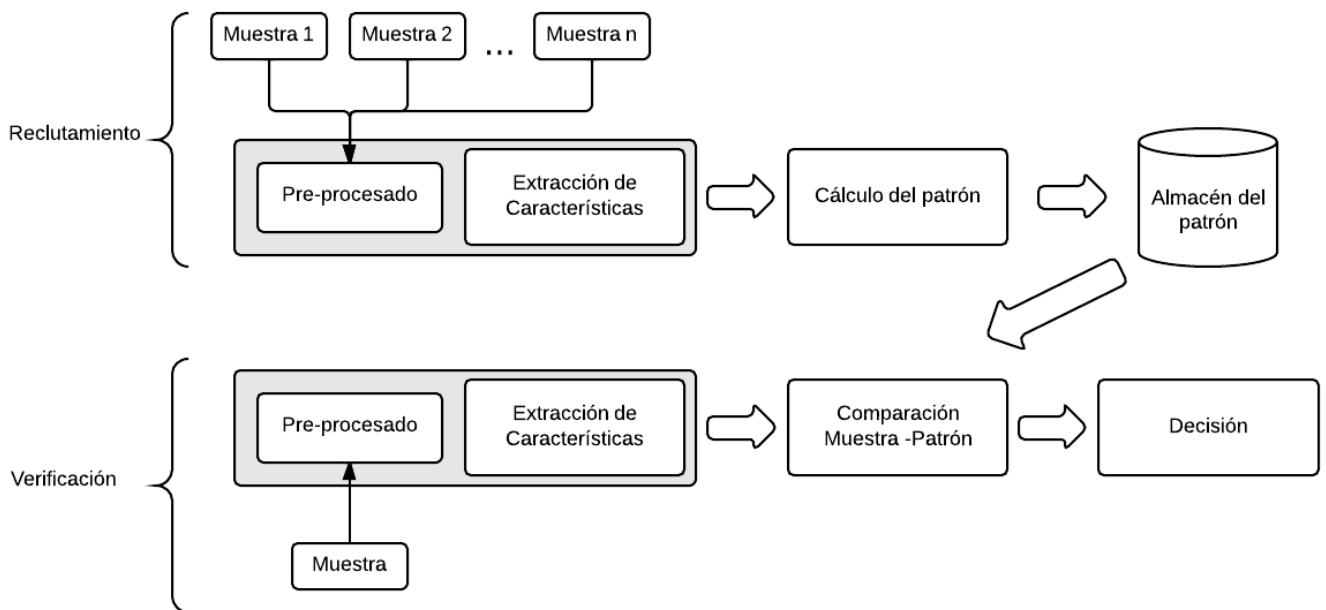 Muestra 1
Muestra 2
...
Muestra n
Reclutamiento
Pre-procesado
Extracción de
Características
Cálculo del patrón
Almacén del
patrón
Verificación
Pre-procesado
Extracción de
Características
Comparación
Muestra -Patrón
Decisión
Muestra